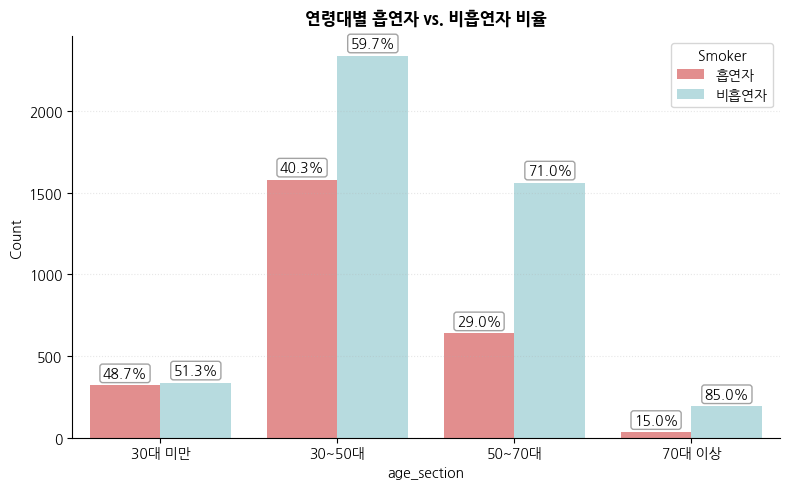 연령대별 흡연자 vs. 비흡연자 비율
Smoker
흡연자
비흡연자
59.7%
40.3%
71.0%
29.0%
48.7%
51.3%
85.0%
15.0%
Count
2000
1500
1000
500
0
30대 미만
30~50대
50~70대
70대 이상
age_section